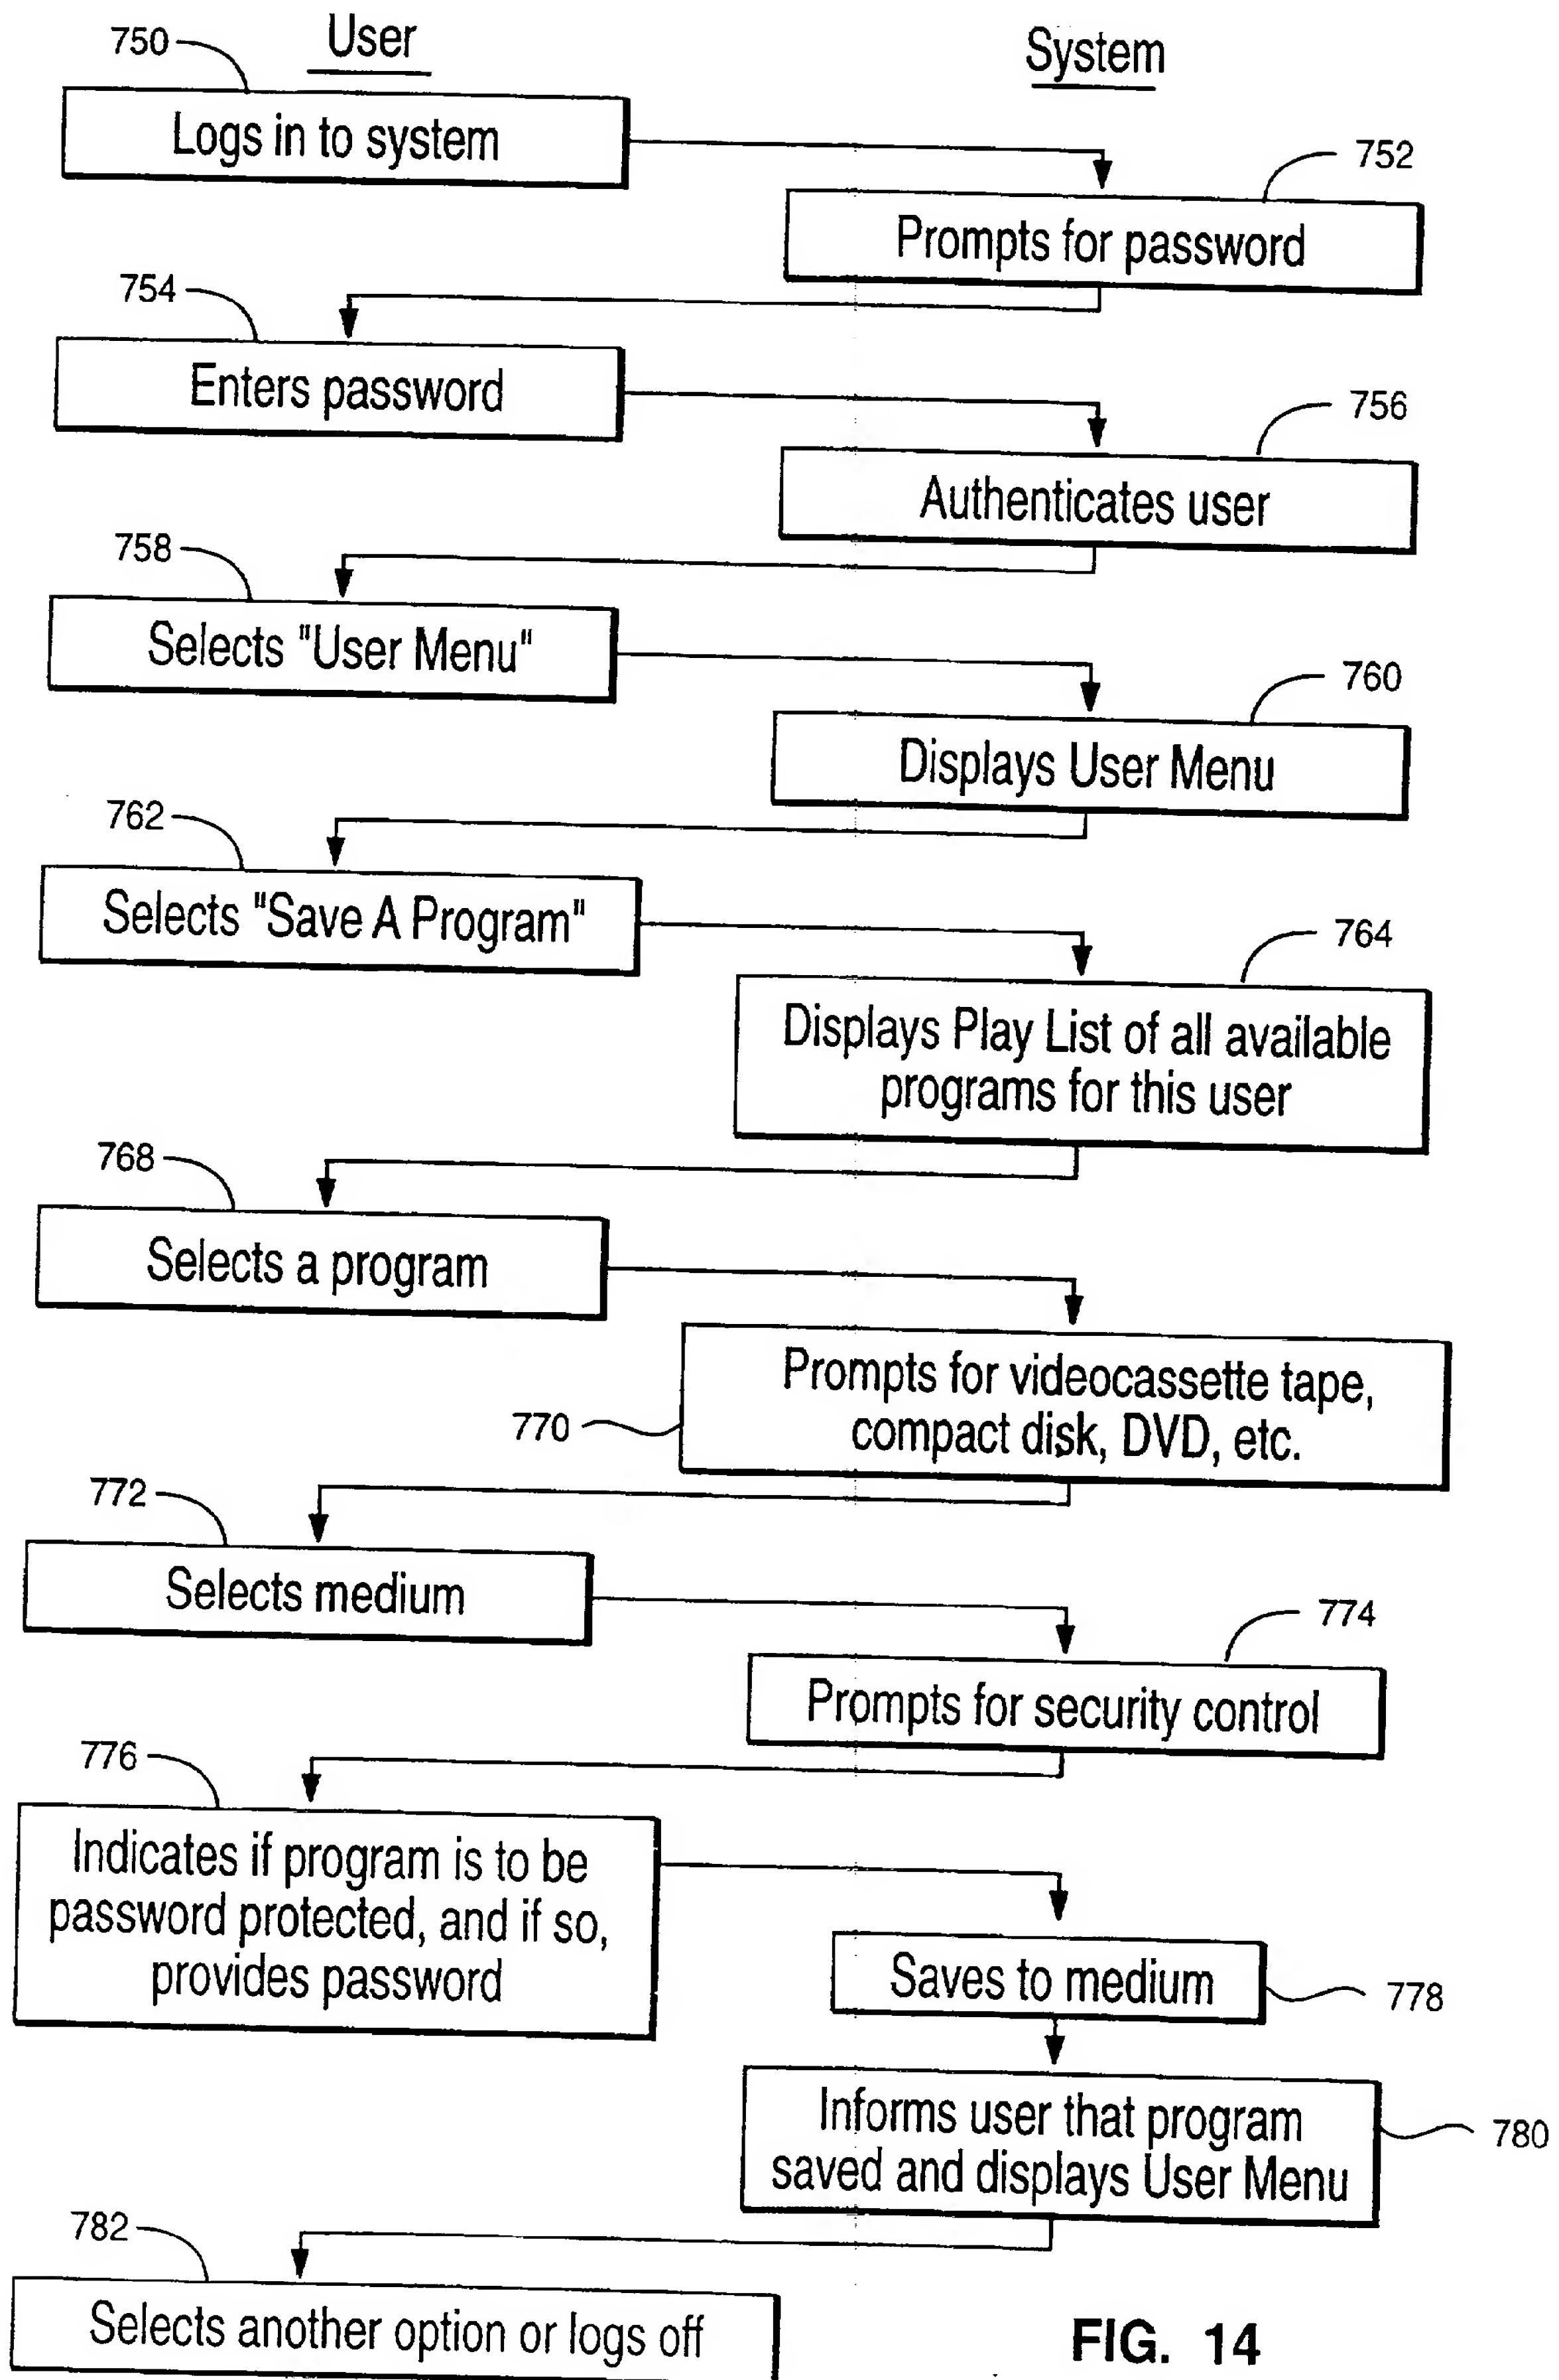 User
System
750
Logs in to system
752
Prompts for password
754
Enters password
756
Authenticates user
758
Selects "User Menu"
760
Displays User Menu
762
Selects "Save A Program"
764
Displays Play List of all available
programs for this user
768
Selects a program
Prompts for videocassette tape,
compact disk, DVD, etc.
770
772
Selects medium
774
Prompts for security control
776
Indicates if program is to be
password protected, and if so,
provides password
Saves to medium
778
Informs user that program
saved and displays User Menu
780
782
Selects another option or logs off
FIG. 14